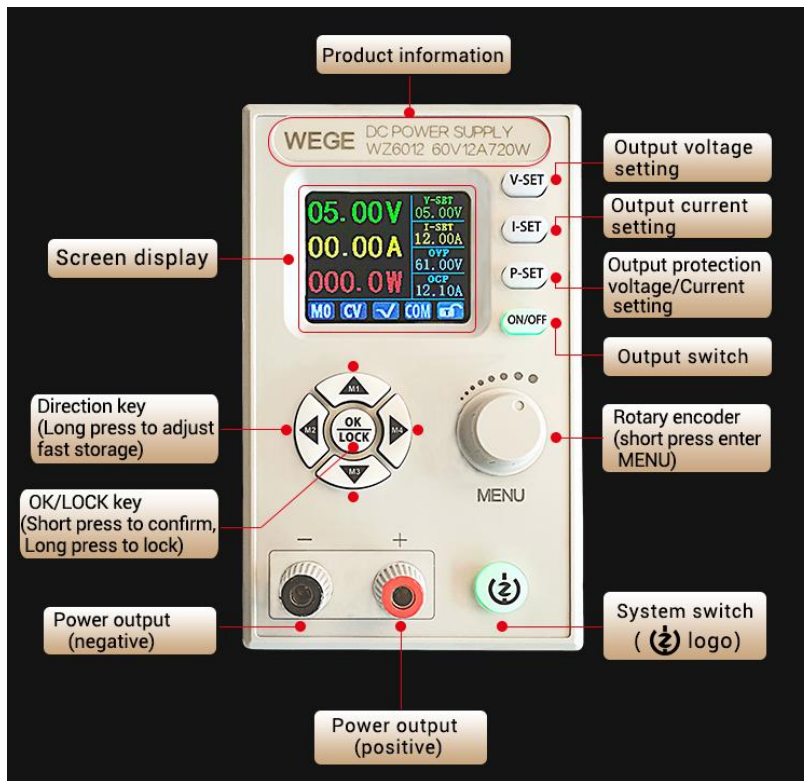 Product information
WEGE DC POWER SUPPLY
WZ6012 60V12A720W
Output voltage
setting
V-SET
05.00V
V-SET
05.00V
Output current
setting
I-SET
00.00A
I-SET
12.00A
Screen display
OVP
61.00V
P-SET
Output protection
voltage/Current
setting
000.0W
OCP
12.10A
M0 CV COM
ON/OFF
Output switch
Direction key
(Long press to adjust
fast storage)
M1
M2
OK
LOCK
M4
M3
Rotary encoder
(short press enter
MENU)
MENU
OK/LOCK key
(Short press to confirm,
Long press to lock)
− +
Power output
(negative)
System switch
( logo)
Power output
(positive)